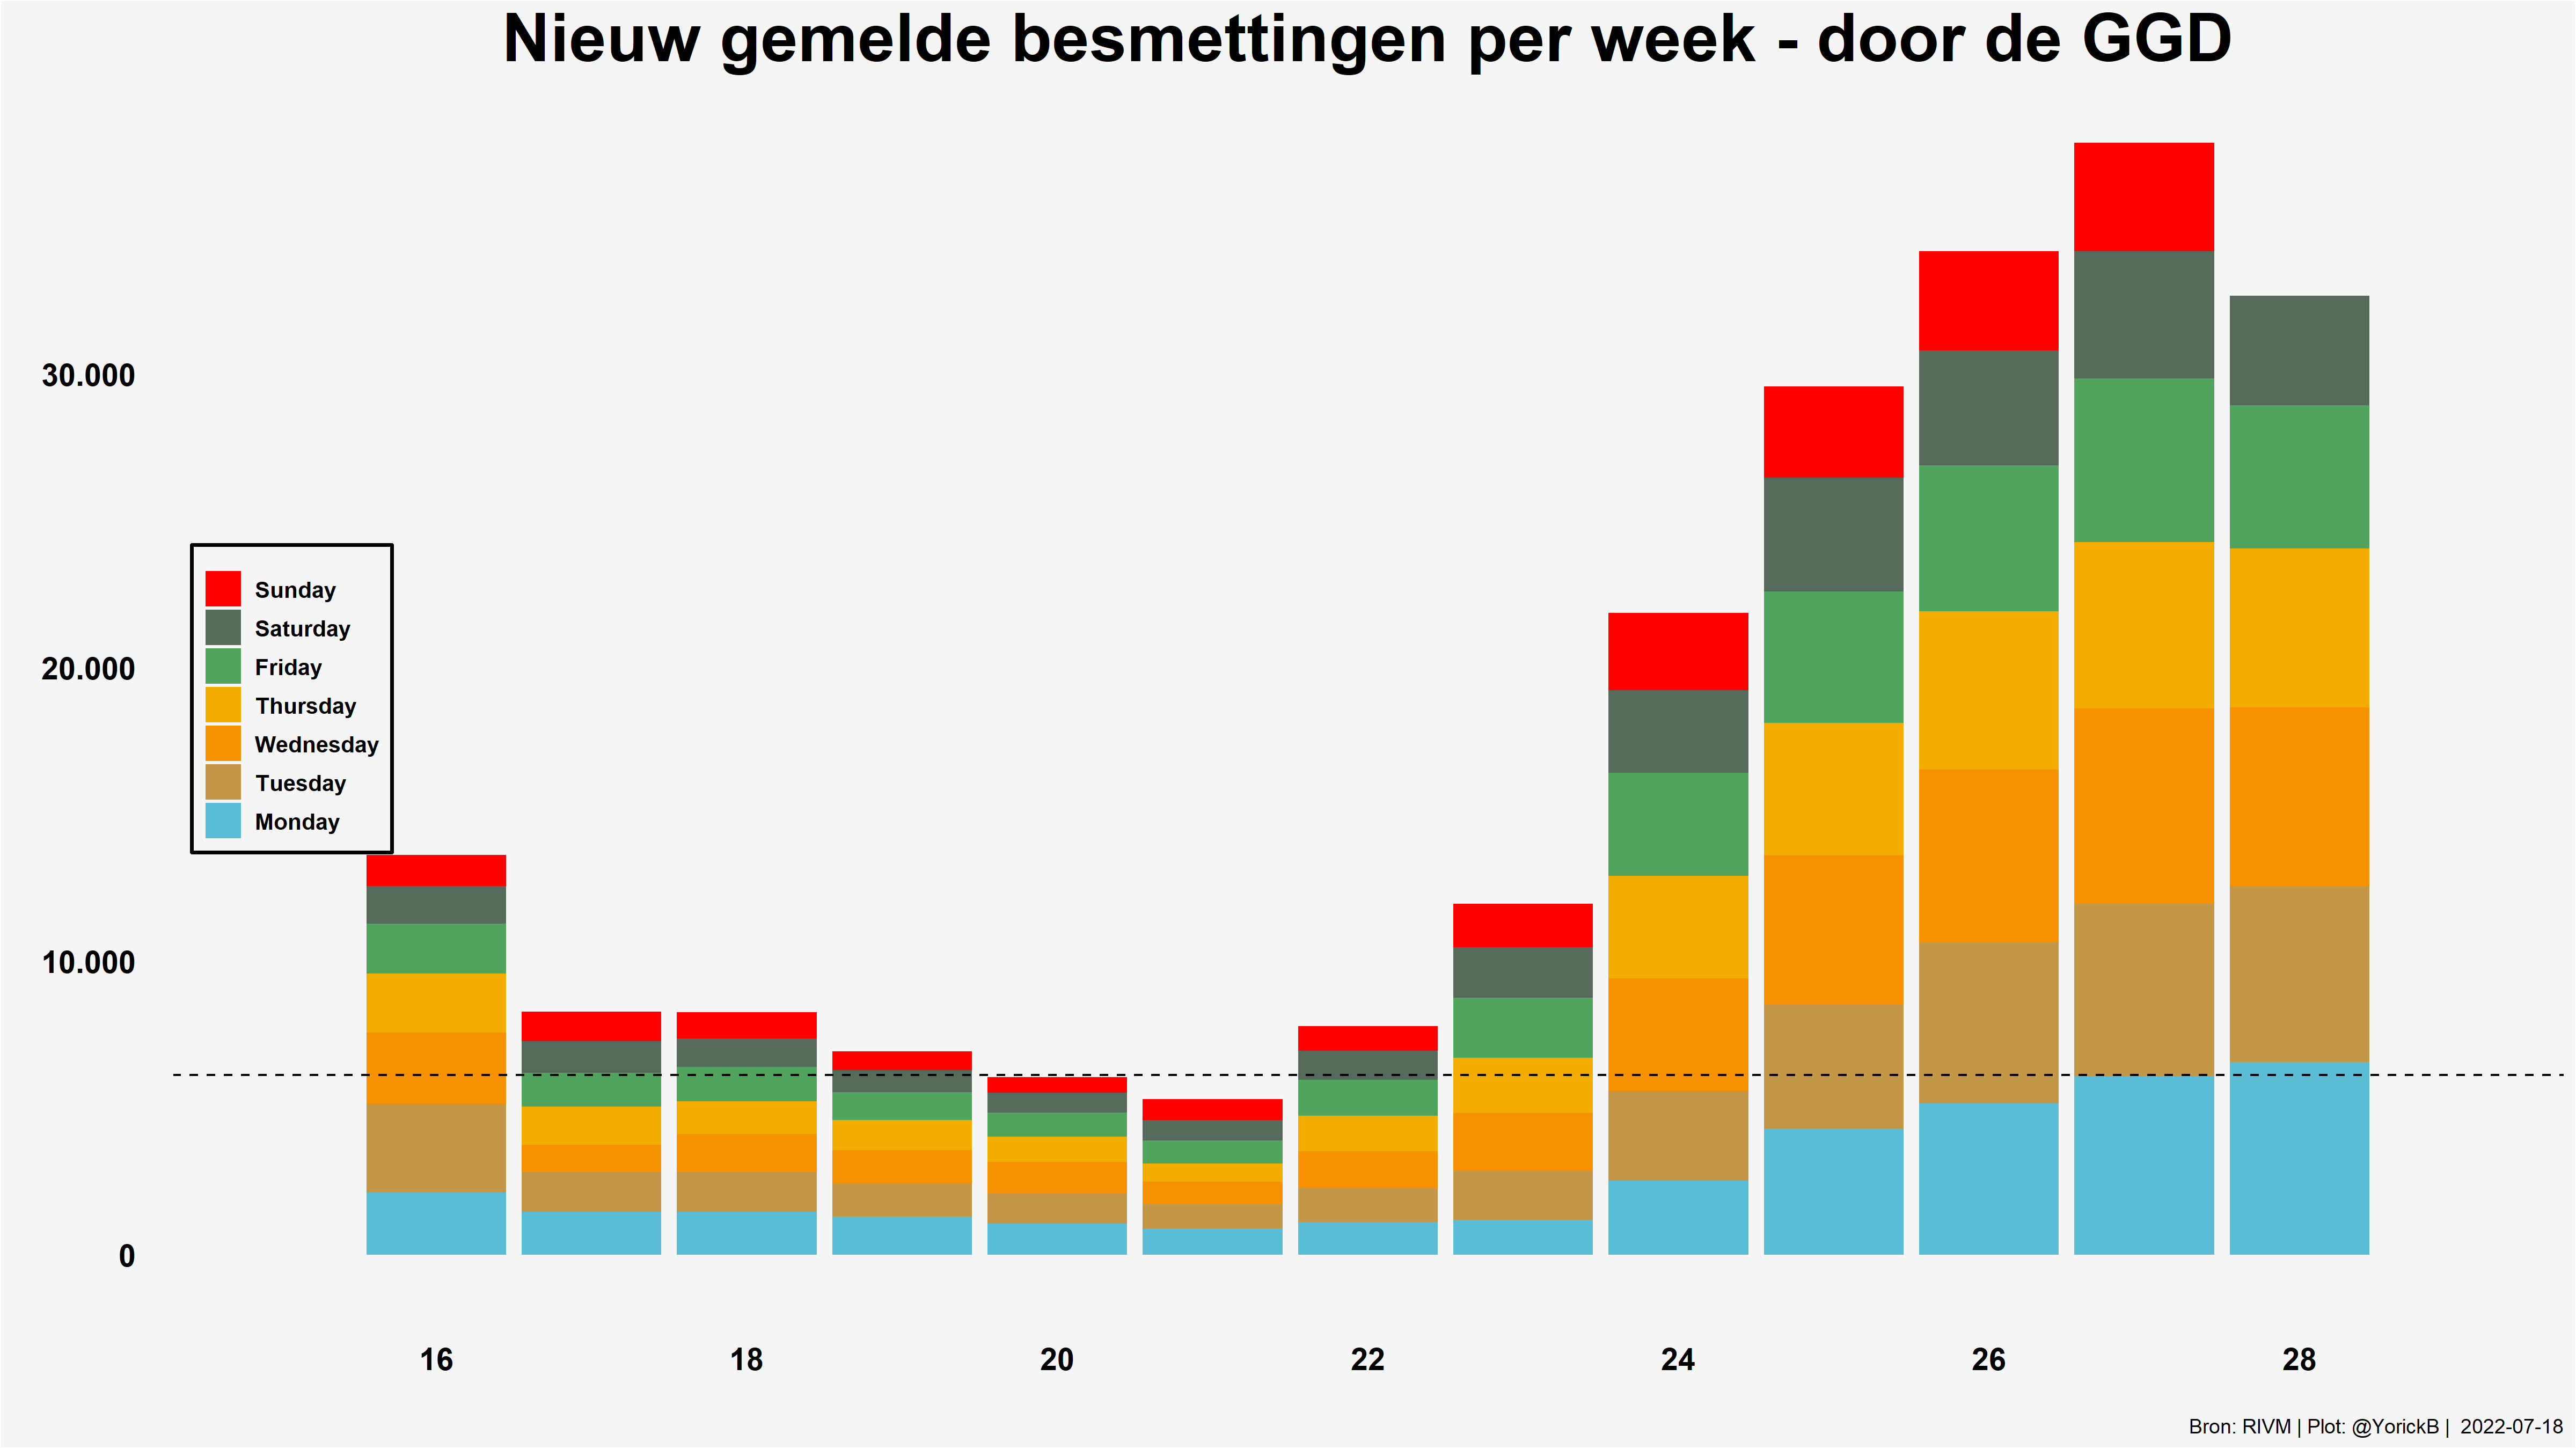 Nieuw gemelde besmettingen per week - door de GGD
30.000
20.000
10.000
0
Sunday
Saturday
Friday
Thursday
Wednesday
Tuesday
Monday
16 18 20 22 24 26 28
Bron: RIVM | Plot: @YorickB | 2022-07-18